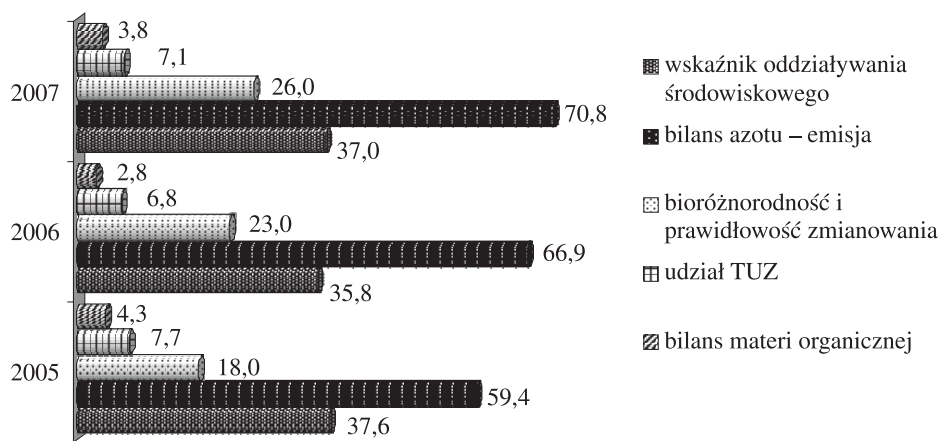 3,8
7,1
2007
26,0
70,8
37,0
2,8
6,8
2006
23,0
66,9
35,8
4,3
7,7
2005
18,0
59,4
37,6
wskaźnik oddziaływania
środowiskowego
bilans azotu – emisja
bioróżnorodność i
prawidłowość zmianowania
udział TUZ
bilans materi organicznej